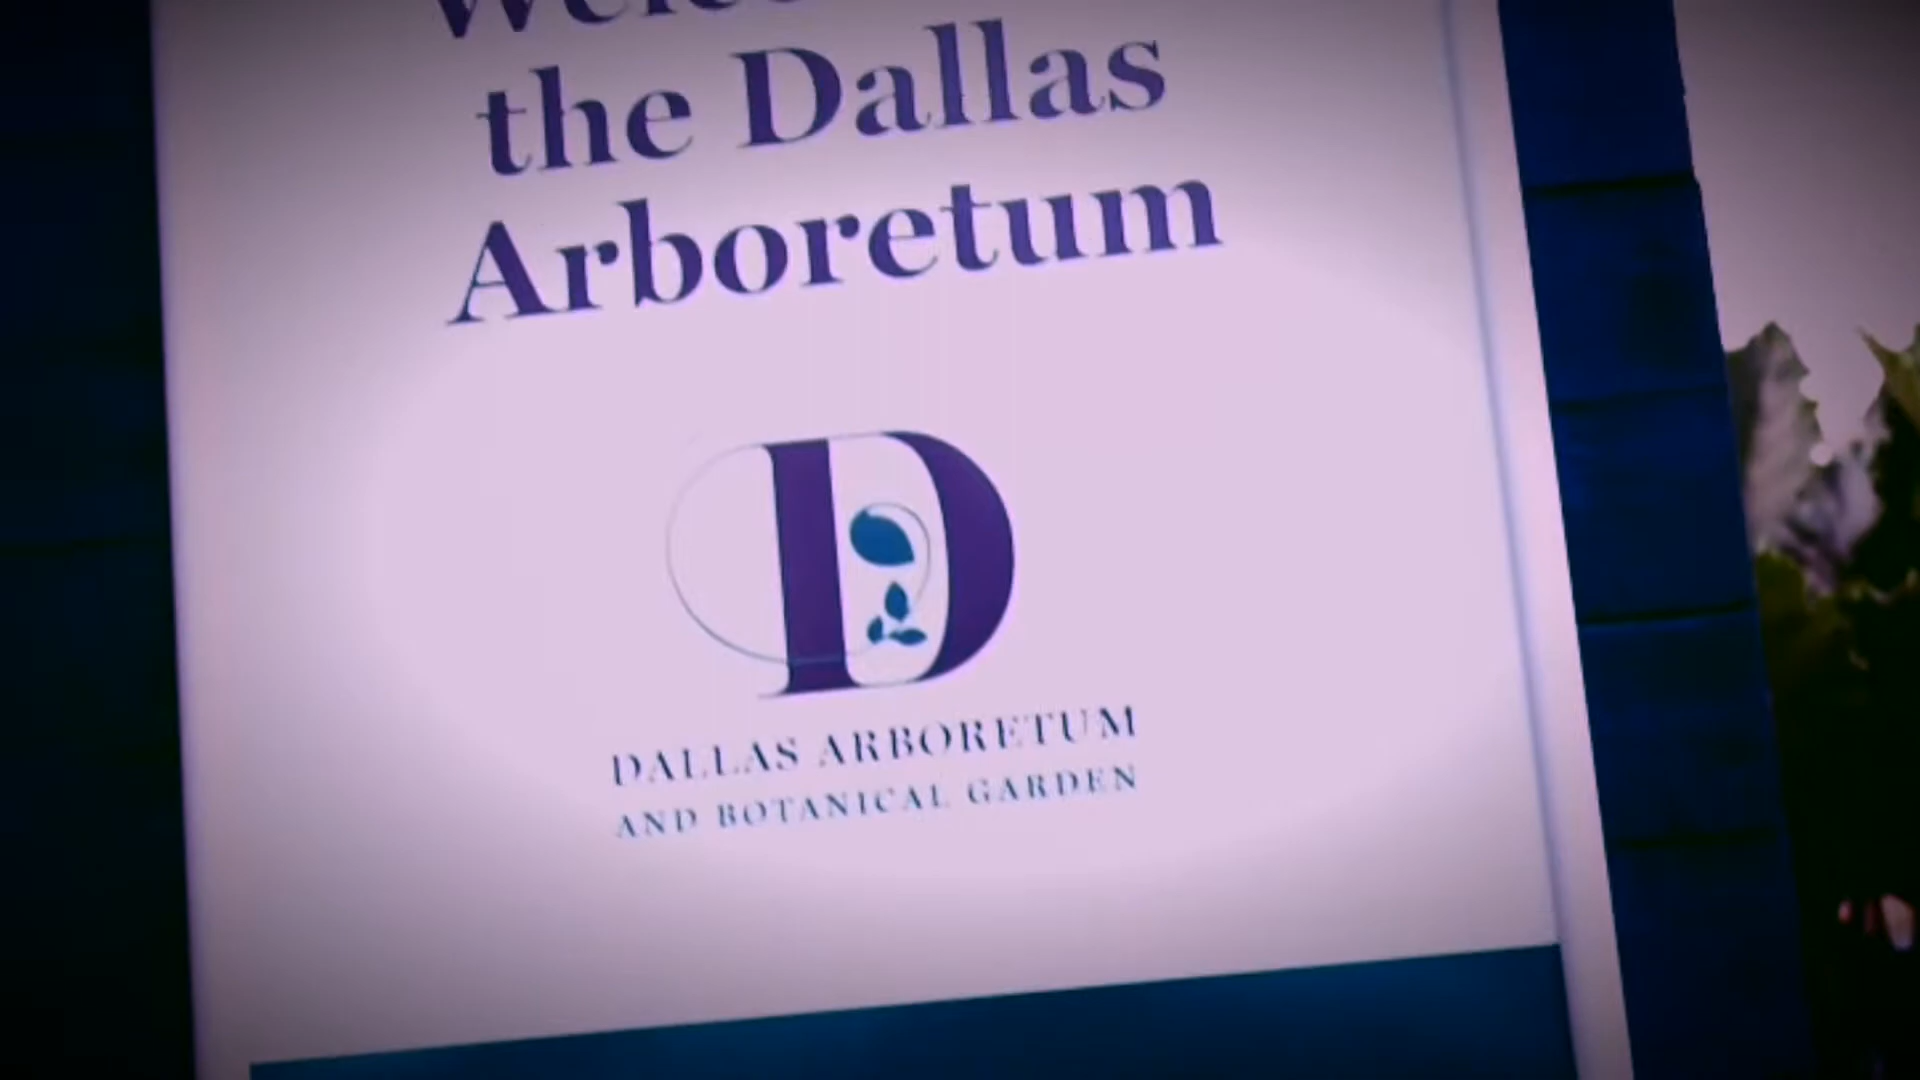 the Dallas
Arboretum
D
DALLAS ARBORETUM
AND BOTANICAL GARDEN